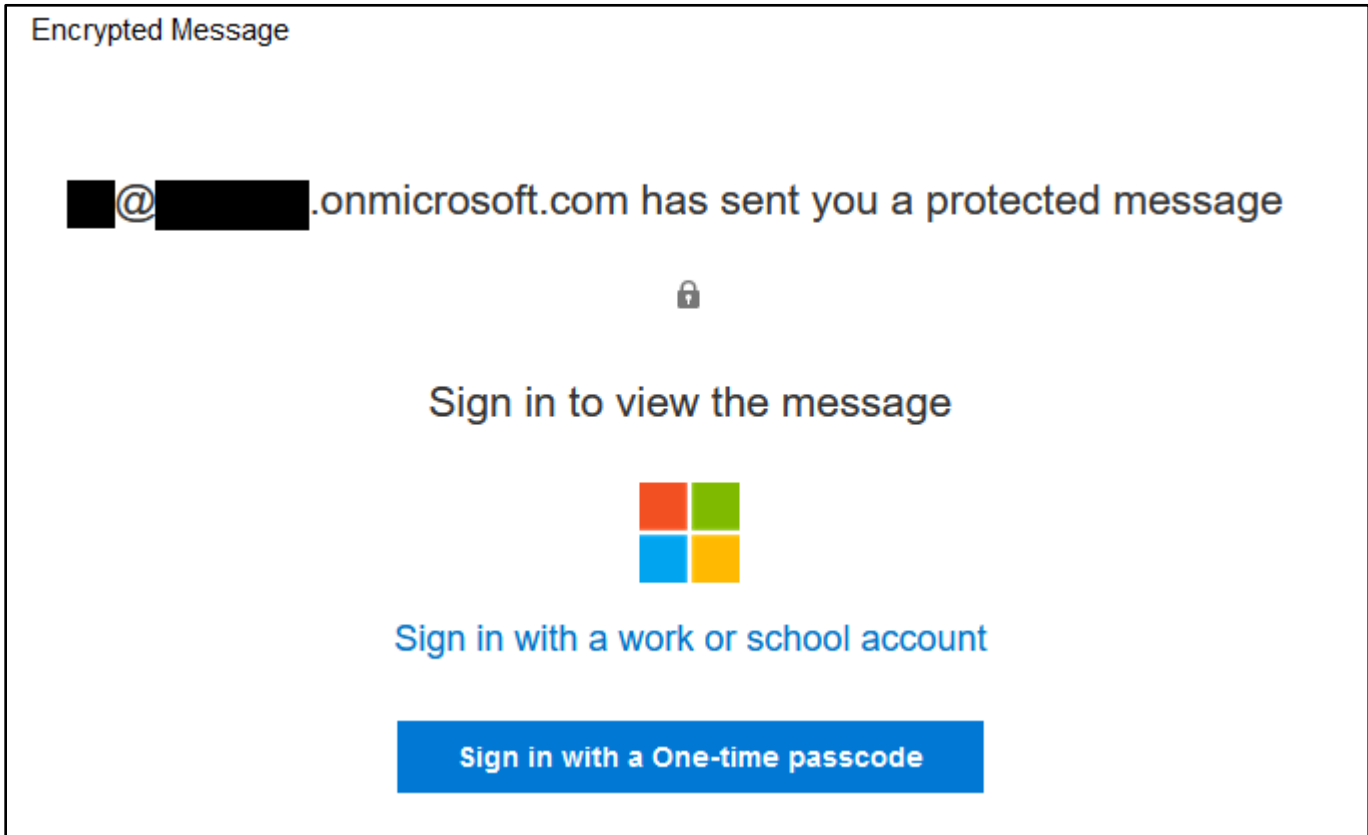 Encrypted Message
@ .onmicrosoft.com has sent you a protected message
Sign in to view the message
Sign in with a work or school account
Sign in with a One-time passcode